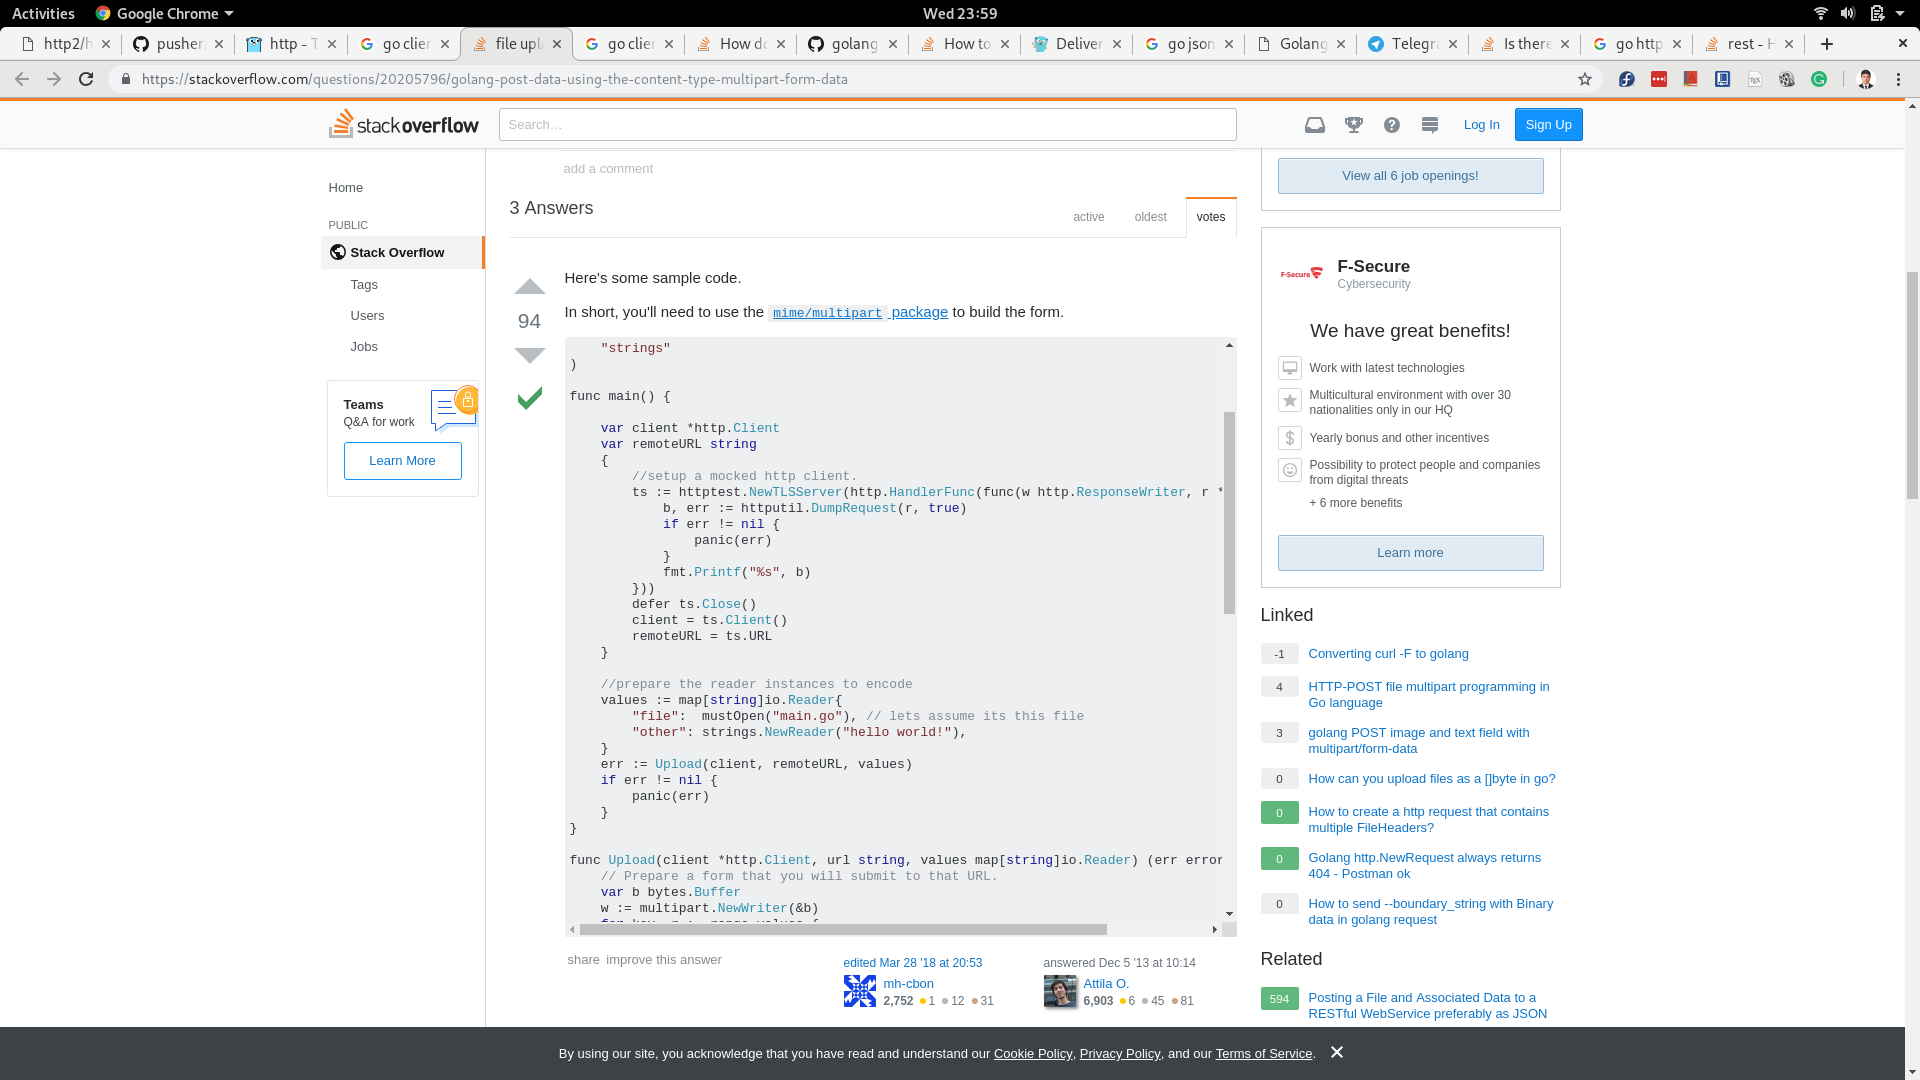 Activities
Google Chrome
Wed 23:59
http2/h
pusher
http - T
go clien
file uplo
go clien
How do
golang
How to
Deliver
go json
Golang
Telegra
Is there
go http
rest - H
https://stackoverflow.com/questions/20205796/golang-post-data-using-the-content-type-multipart-form-data
stackoverflow
Search…
Log In
Sign Up
Home
PUBLIC
Stack Overflow
Tags
Users
Jobs
Teams
Q&A for work
Learn More
add a comment
3 Answers
active
oldest
votes
94
Here's some sample code.
In short, you'll need to use the mime/multipart package to build the form.
"strings"
)
func main() {
var client *http.Client
var remoteURL string
{
//setup a mocked http client.
ts := httptest.NewTLSServer(http.HandlerFunc(func(w http.ResponseWriter, r *
b, err := httputil.DumpRequest(r, true)
if err != nil {
panic(err)
}
fmt.Printf("%s", b)
}))
defer ts.Close()
client = ts.Client()
remoteURL = ts.URL
}
//prepare the reader instances to encode
values := map[string]io.Reader{
"file":  mustOpen("main.go"), // lets assume its this file
"other": strings.NewReader("hello world!"),
}
err := Upload(client, remoteURL, values)
if err != nil {
panic(err)
}
}
func Upload(client *http.Client, url string, values map[string]io.Reader) (err error
// Prepare a form that you will submit to that URL.
var b bytes.Buffer
w := multipart.NewWriter(&b)
share improve this answer
edited Mar 28 '18 at 20:53
mh-cbon
2,752 1 12 31
answered Dec 5 '13 at 10:14
Attila O.
6,903 6 45 81
View all 6 job openings!
F-Secure
F-Secure
Cybersecurity
We have great benefits!
Work with latest technologies
Multicultural environment with over 30
nationalities only in our HQ
Yearly bonus and other incentives
Possibility to protect people and companies
from digital threats
+ 6 more benefits
Learn more
Linked
-1 Converting curl -F to golang
4 HTTP-POST file multipart programming in
Go language
3 golang POST image and text field with
multipart/form-data
0 How can you upload files as a []byte in go?
0 How to create a http request that contains
multiple FileHeaders?
0 Golang http.NewRequest always returns
404 - Postman ok
0 How to send --boundary_string with Binary
data in golang request
Related
594 Posting a File and Associated Data to a
RESTful WebService preferably as JSON
By using our site, you acknowledge that you have read and understand our Cookie Policy, Privacy Policy, and our Terms of Service.